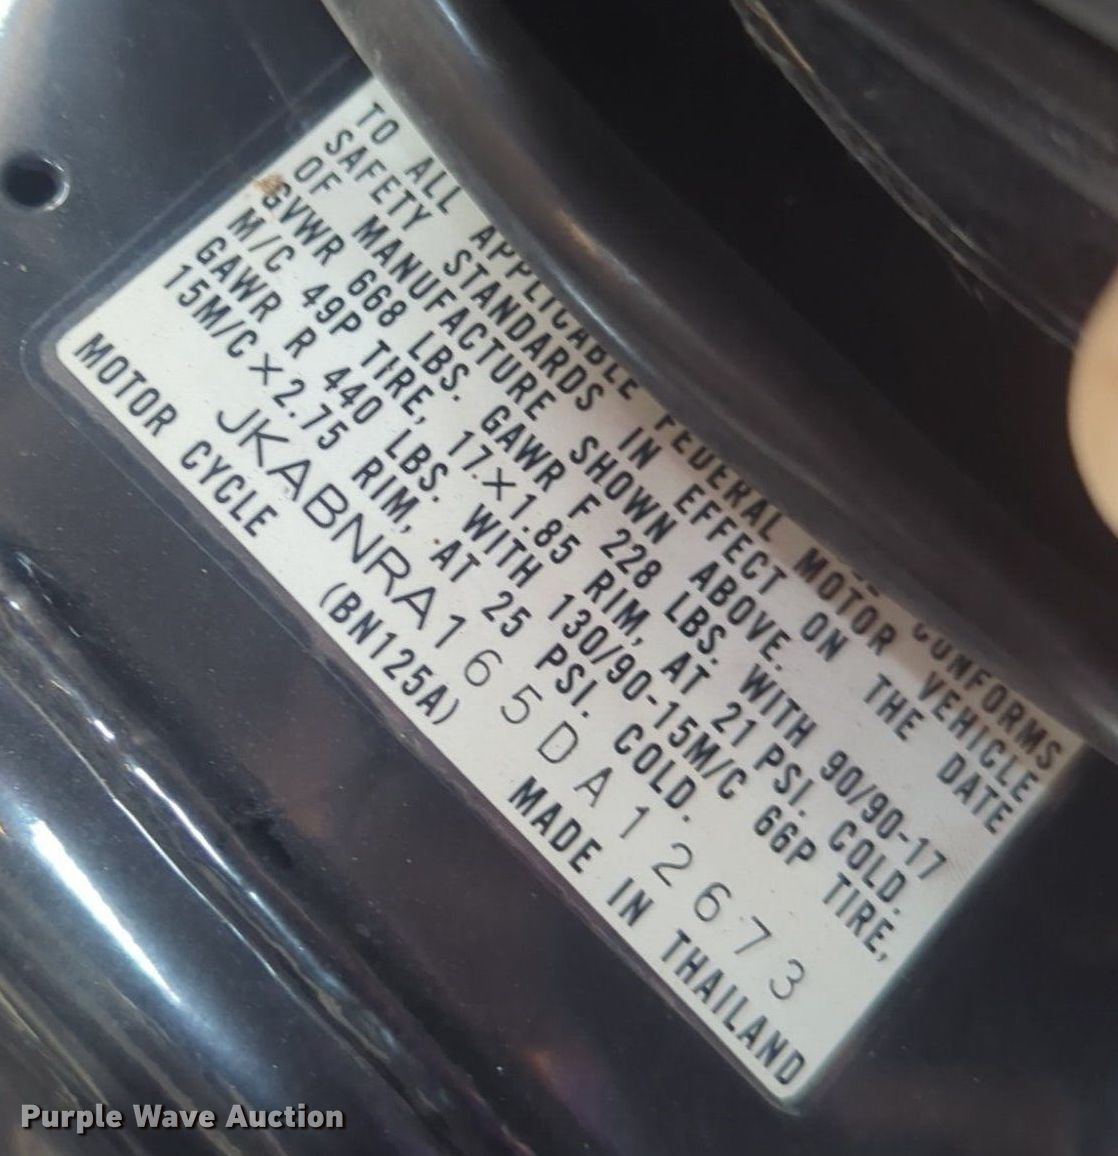 CONFORMS
TO ALL APPLICABLE FEDERAL MOTOR VEHICLE
SAFETY STANDARDS IN EFFECT ON THE DATE
OF MANUFACTURE SHOWN ABOVE.
GVWR 668 LBS. GAWR F 228 LBS. WITH 90/90-17
M/C 49P TIRE, 17×1.85 RIM, AT 21 PSI. COLD.
GAWR R 440 LBS. WITH 130/90-15M/C 66P TIRE,
15M/C×2.75 RIM, AT 25 PSI. COLD.
JKABNRA165DA12673
MOTOR CYCLE (BN125A) MADE IN THAILAND
Purple Wave Auction